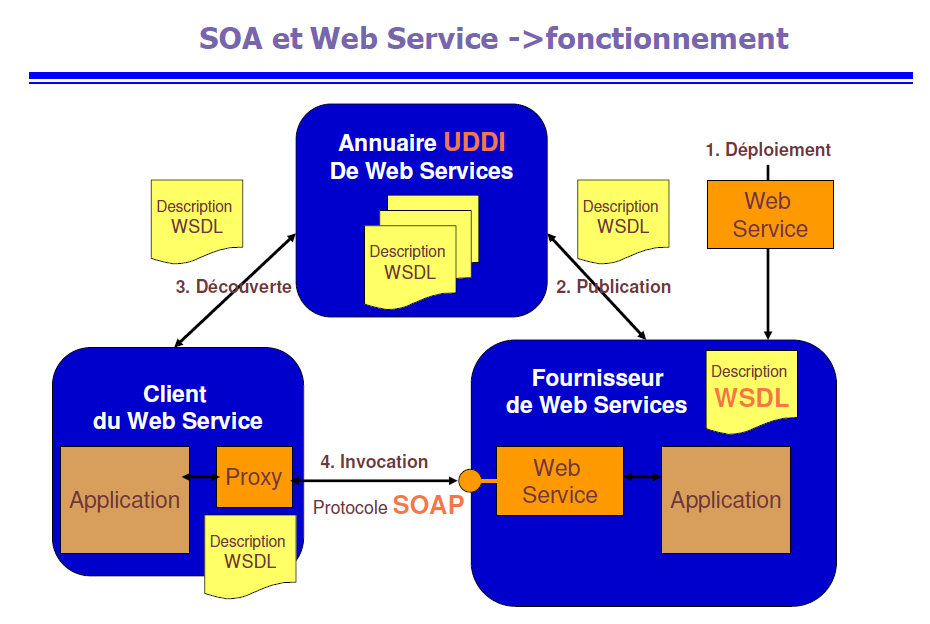 SOA et Web Service ->fonctionnement
Annuaire UDDI
De Web Services
Description
WSDL
1. Déploiement
Web
Service
Description
WSDL
Description
WSDL
3. Découverte
2. Publication
Client
du Web Service
Application
Proxy
Description
WSDL
4. Invocation
Protocole SOAP
Fournisseur
de Web Services
Description
WSDL
Web
Service
Application